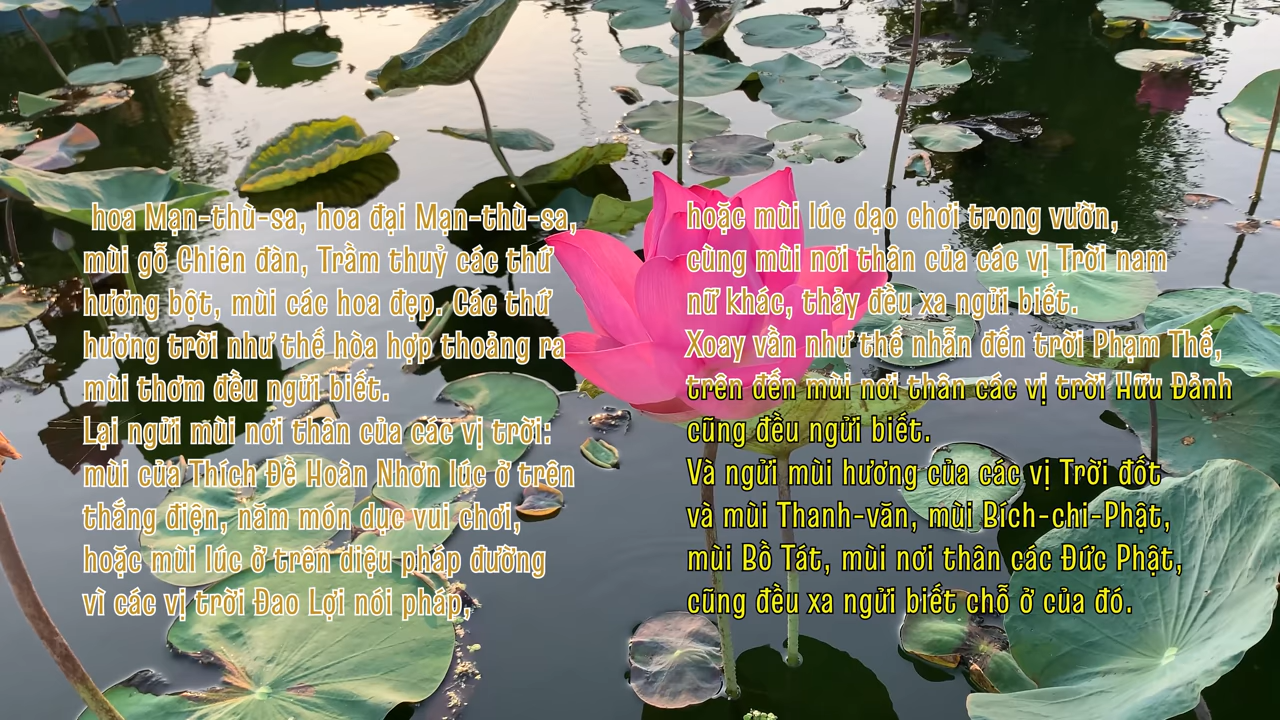 hoa Mạn-thù-sa, hoa đại Mạn-thù-sa,
mùi gỗ Chiên đàn, Trầm thuỷ các thứ
hương bột, mùi các hoa đẹp. Các thứ
hương trời như thế hòa hợp thoảng ra
mùi thơm đều ngửi biết.
Lại ngửi mùi nơi thân của các vị trời:
mùi của Thích Đề Hoàn Nhơn lúc ở trên
thắng điện, năm món dục vui chơi,
hoặc mùi lúc ở trên diệu pháp đường
vì các vị trời Đao Lợi nói pháp,
hoặc mùi lúc dạo chơi trong vườn,
cùng mùi nơi thân của các vị Trời nam
nữ khác, thảy đều xa ngửi biết.
Xoay vần như thế nhẫn đến trời Phạm Thế,
trên đến mùi nơi thân các vị trời Hữu Đảnh
cũng đều ngửi biết.
Và ngửi mùi hương của các vị Trời đốt
và mùi Thanh-văn, mùi Bích-chi-Phật,
mùi Bồ Tát, mùi nơi thân các Đức Phật,
cũng đều xa ngửi biết chỗ ở của đó.